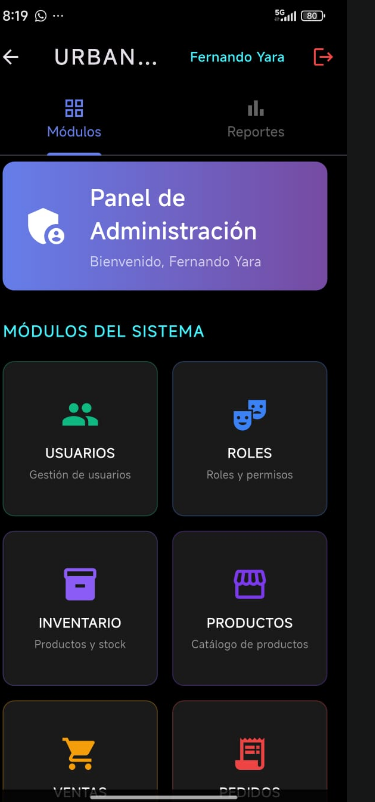 8:19 ... 5G 80
URBAN... Fernando Yara
Módulos Reportes
Panel de
Administración
Bienvenido, Fernando Yara
MÓDULOS DEL SISTEMA
USUARIOS ROLES
Gestión de usuarios Roles y permisos
INVENTARIO PRODUCTOS
Productos y stock Catálogo de productos
VENTAS PEDIDOS